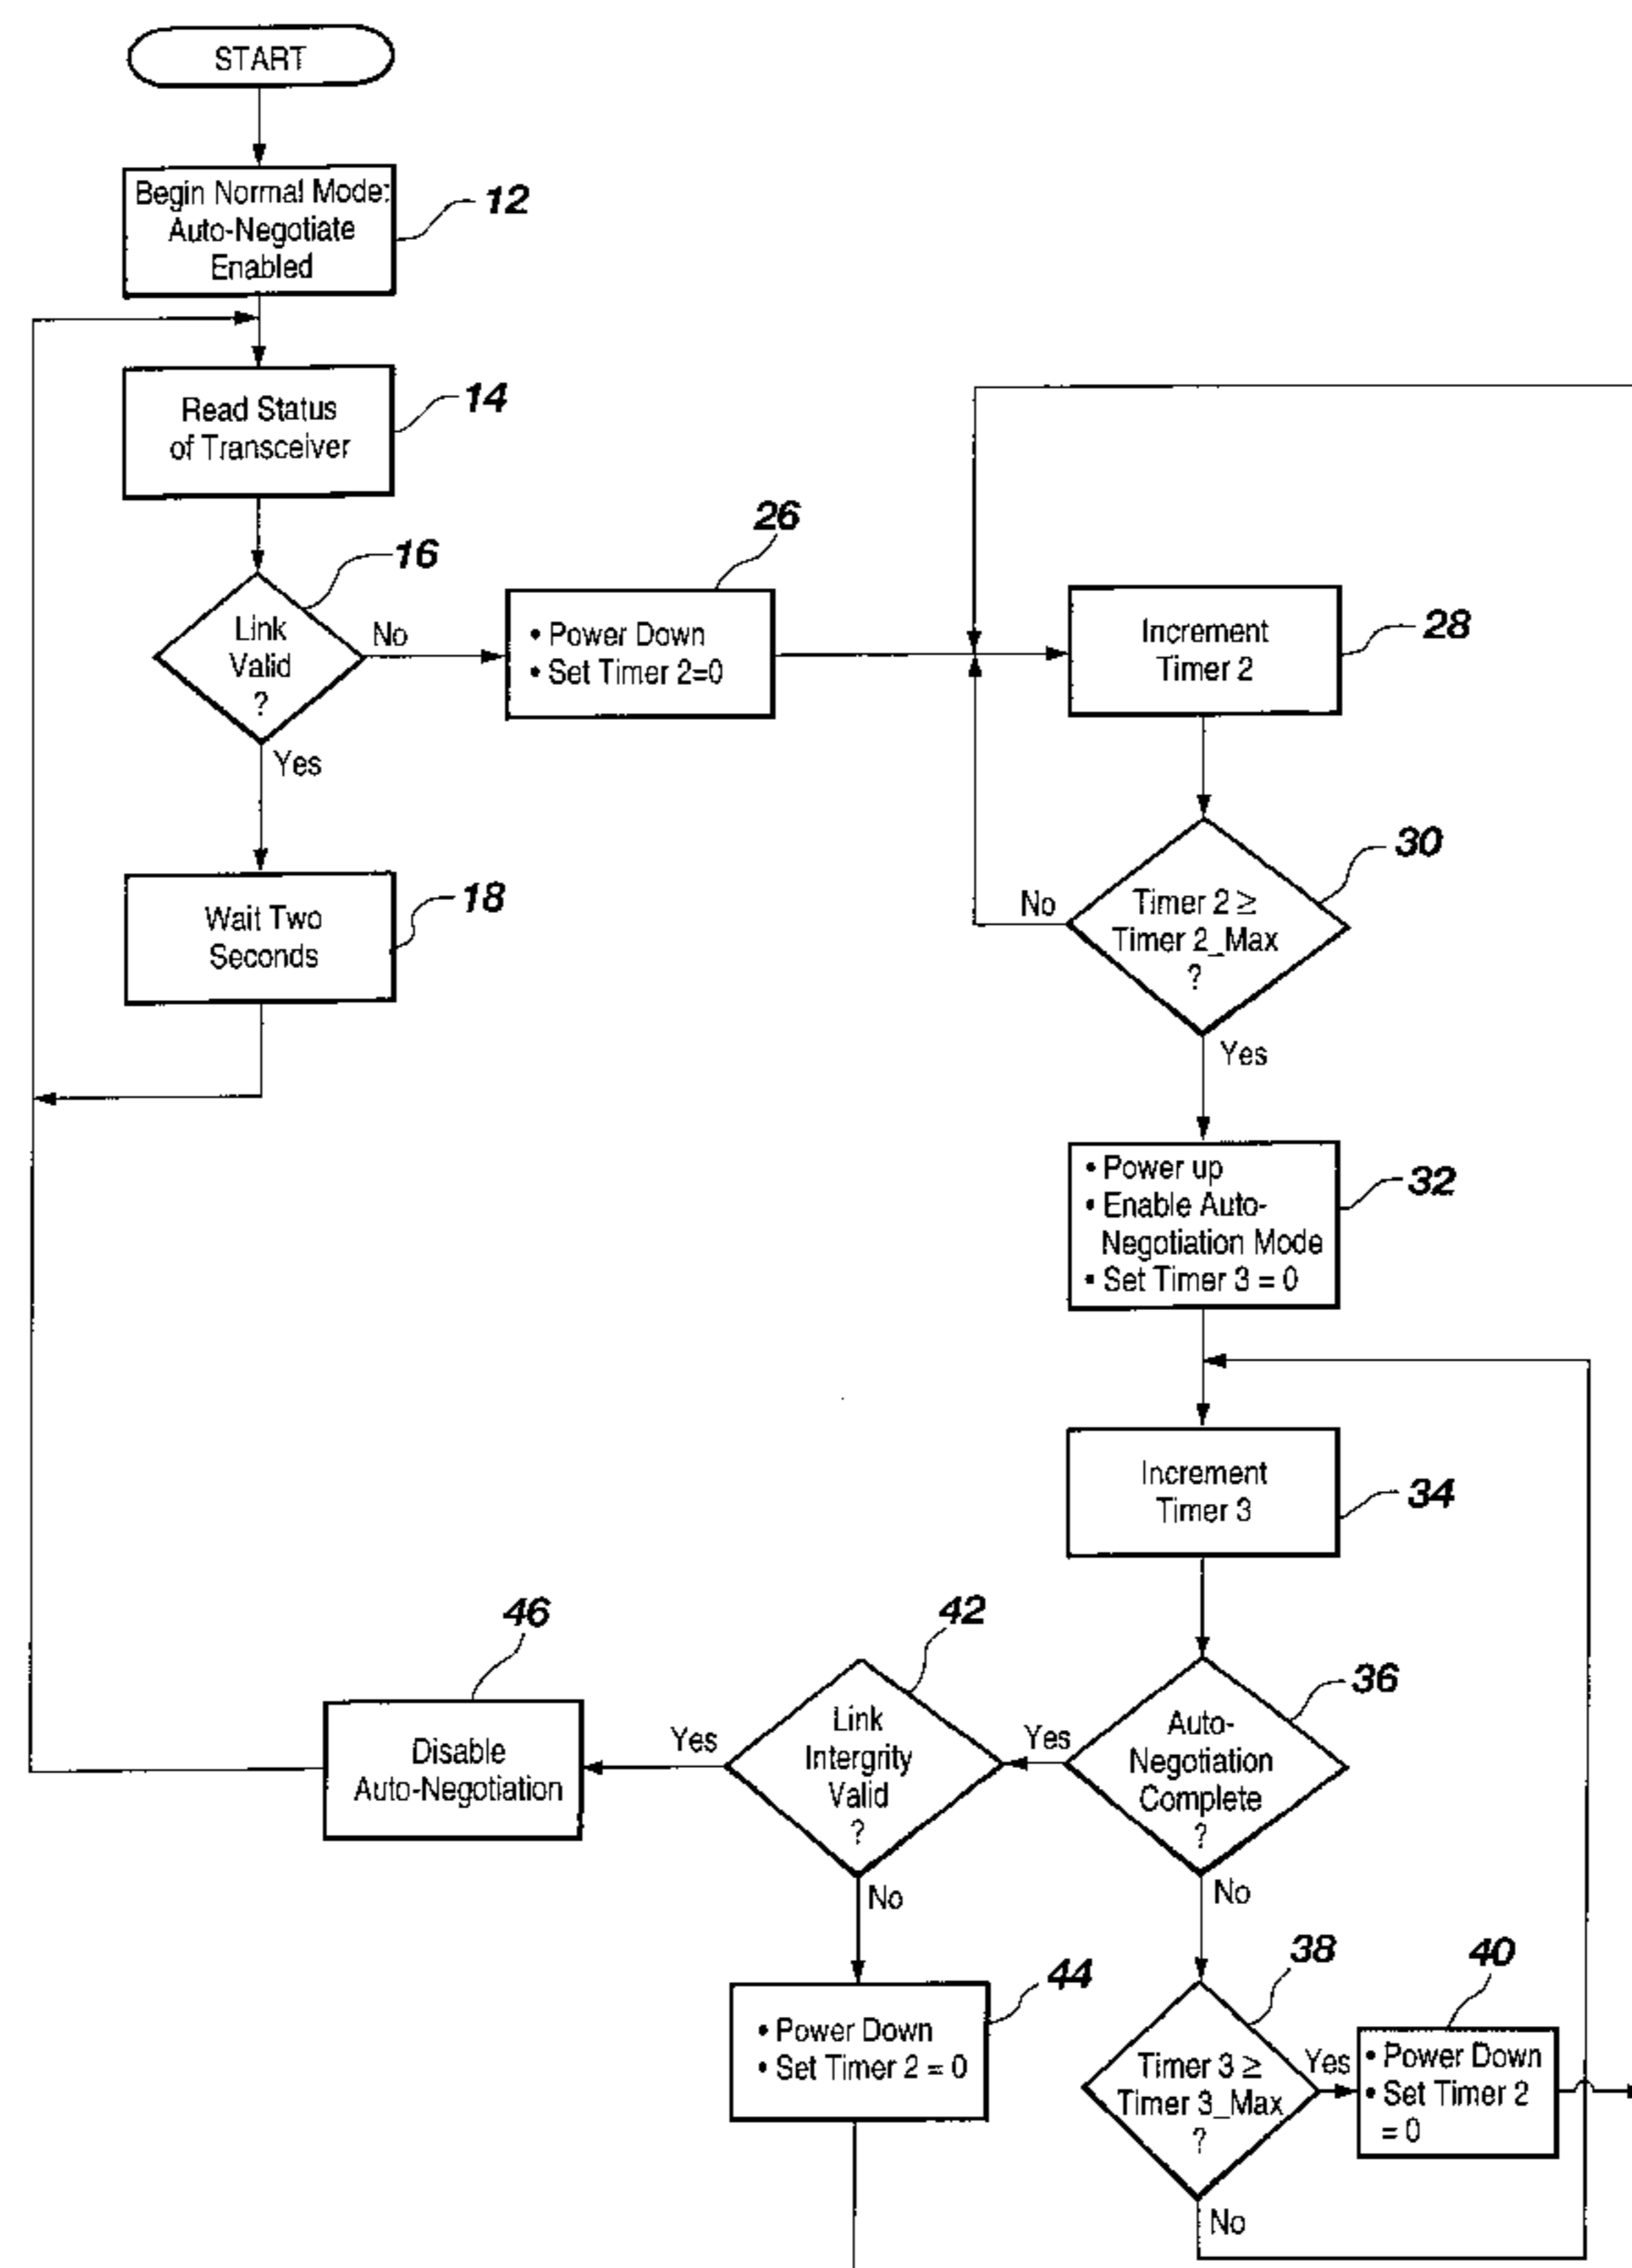 START
Begin Normal Mode:
Auto-Negotiate
Enabled
12
Read Status
of Transceiver
14
Link
Valid
?
16
No
Yes
Wait Two
Seconds
18
• Power Down
• Set Timer 2=0
26
Increment
Timer 2
28
Timer 2 ≥
Timer 2_Max
?
30
No
Yes
• Power up
• Enable Auto-
Negotiation Mode
• Set Timer 3 = 0
32
Increment
Timer 3
34
Auto-
Negotiation
Complete
?
36
Yes
No
Link
Intergrity
Valid
?
42
Yes
No
Disable
Auto-Negotiation
46
• Power Down
• Set Timer 2 = 0
44
Timer 3 ≥
Timer 3_Max
?
38
Yes
No
• Power Down
• Set Timer 2
= 0
40